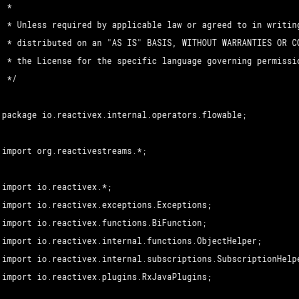 *
* Unless required by applicable law or agreed to in writing
* distributed on an "AS IS" BASIS, WITHOUT WARRANTIES OR
* the License for the specific language governing
*/
package io.reactivex.internal.operators.flowable;
import org.reactivestreams.*;
import io.reactivex.*;
import io.reactivex.exceptions.Exceptions;
import io.reactivex.functions.BiFunction;
import io.reactivex.internal.functions.ObjectHelper;
import io.reactivex.internal.subscriptions.SubscriptionHelpe
import io.reactivex.plugins.RxJavaPlugins;